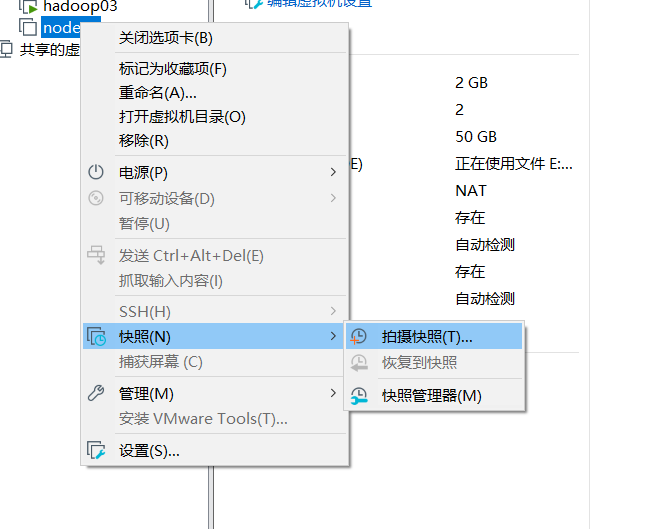 hadoop03
编辑虚拟机设置
node
共享的虚
关闭选项卡(B)
标记为收藏项(F)
重命名(A)...
打开虚拟机目录(O)
移除(R)
电源(P)
可移动设备(D)
暂停(U)
发送 Ctrl+Alt+Del(E)
抓取输入内容(I)
SSH(H)
快照(N)
捕获屏幕 (C)
管理(M)
安装 VMware Tools(T)...
设置(S)...
拍摄快照(T)...
恢复到快照
快照管理器(M)
2 GB
2
50 GB
DE) 正在使用文件 E:...
NAT
存在
自动检测
存在
自动检测